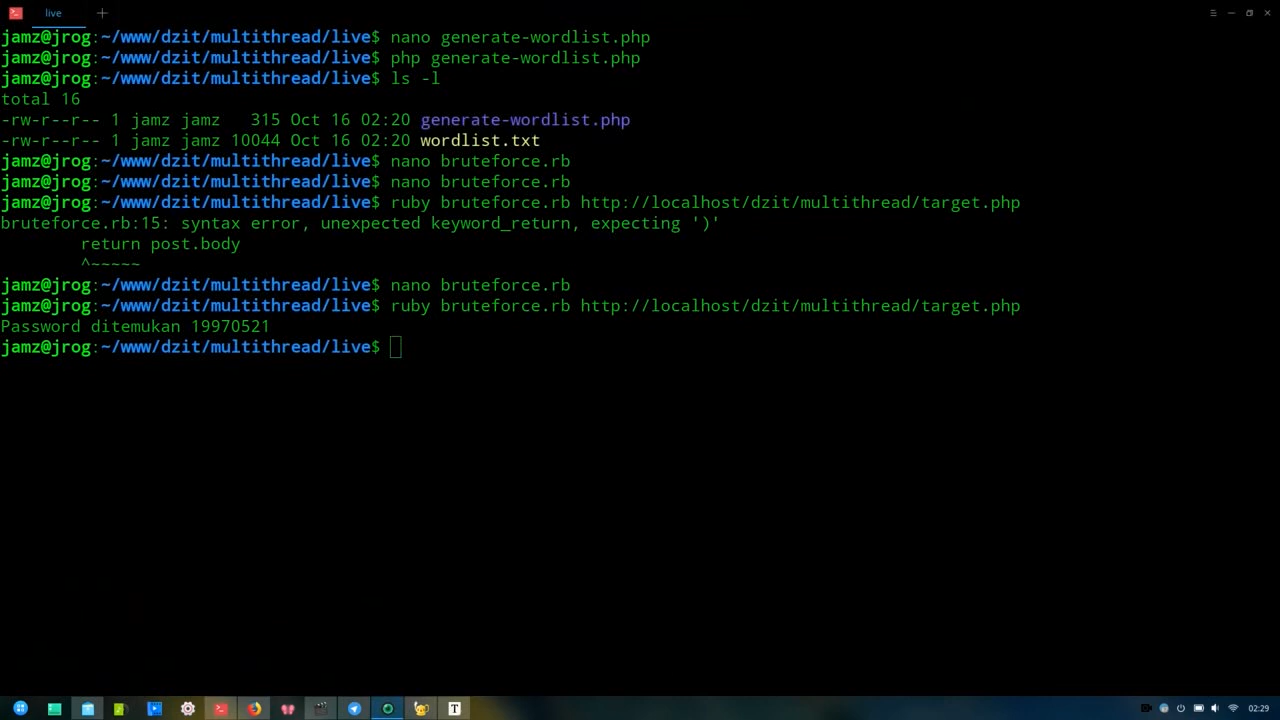 live
jamz@jrog:~/www/dzit/multithread/live$ nano generate-wordlist.php
jamz@jrog:~/www/dzit/multithread/live$ php generate-wordlist.php
jamz@jrog:~/www/dzit/multithread/live$ ls -l
total 16
-rw-r--r-- 1 jamz jamz   315 Oct 16 02:20 generate-wordlist.php
-rw-r--r-- 1 jamz jamz 10044 Oct 16 02:20 wordlist.txt
jamz@jrog:~/www/dzit/multithread/live$ nano bruteforce.rb
jamz@jrog:~/www/dzit/multithread/live$ nano bruteforce.rb
jamz@jrog:~/www/dzit/multithread/live$ ruby bruteforce.rb http://localhost/dzit/multithread/target.php
bruteforce.rb:15: syntax error, unexpected keyword_return, expecting ')'
        return post.body
        ^~~~~~
jamz@jrog:~/www/dzit/multithread/live$ nano bruteforce.rb
jamz@jrog:~/www/dzit/multithread/live$ ruby bruteforce.rb http://localhost/dzit/multithread/target.php
Password ditemukan 19970521
jamz@jrog:~/www/dzit/multithread/live$
T
02:29